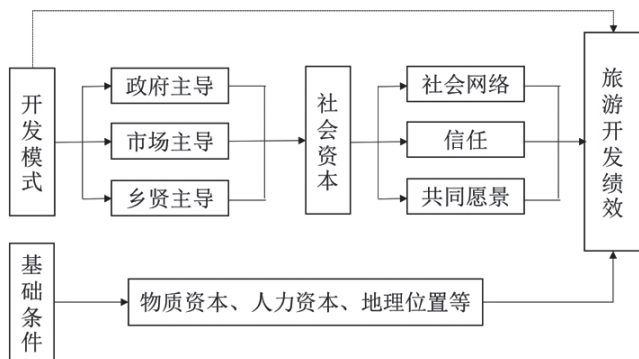 开发模式
政府主导
市场主导
乡贤主导
社会资本
社会网络
信任
共同愿景
旅游开发绩效
基础条件
物质资本、人力资本、地理位置等